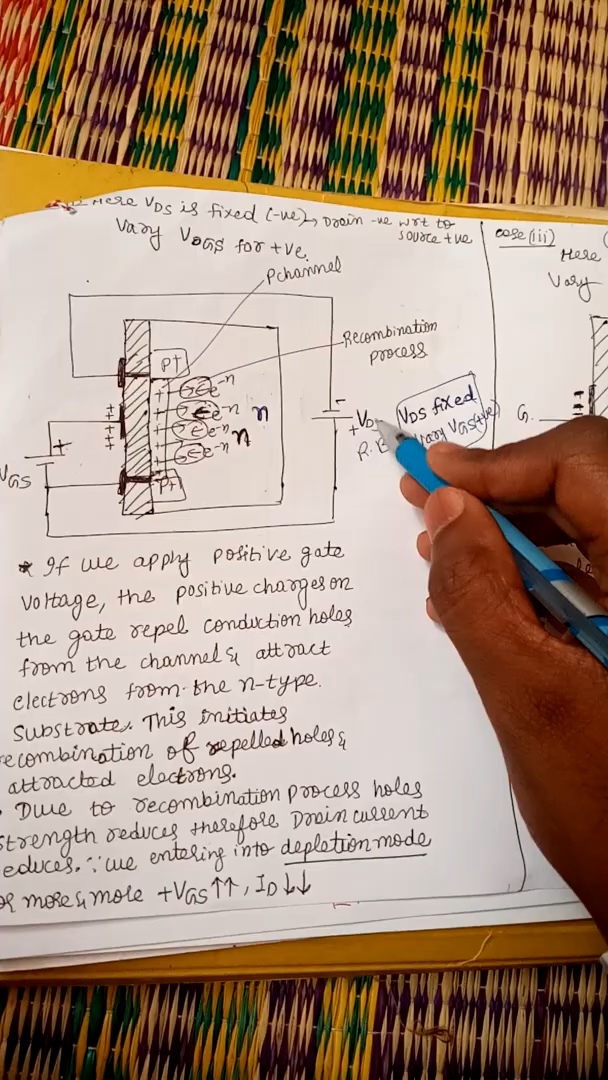 Here VDS is fixed (-ve), Drain -ve wrt to source +ve
Vary VGS for +ve.
Pchannel
Recombination process
P+
e-n
e-n
e-n
e-n
n
n
P+
+ + + +
+
VGS
-
+
VD
R.B
VDS fixed
vary VGS(+ve)
* If we apply positive gate
voltage, the positive charges on
the gate repel conduction holes
from the channel & attract
electrons from the n-type
substrate. This initiates
recombination of repelled holes &
attracted electrons.
Duue to recombination process holes
strength reduces therefore Drain current
reduces. ∵ we entering into depletion mode
or more & more +VGS↑↑, ID↓↓
case (iii)
Here
Vary
G